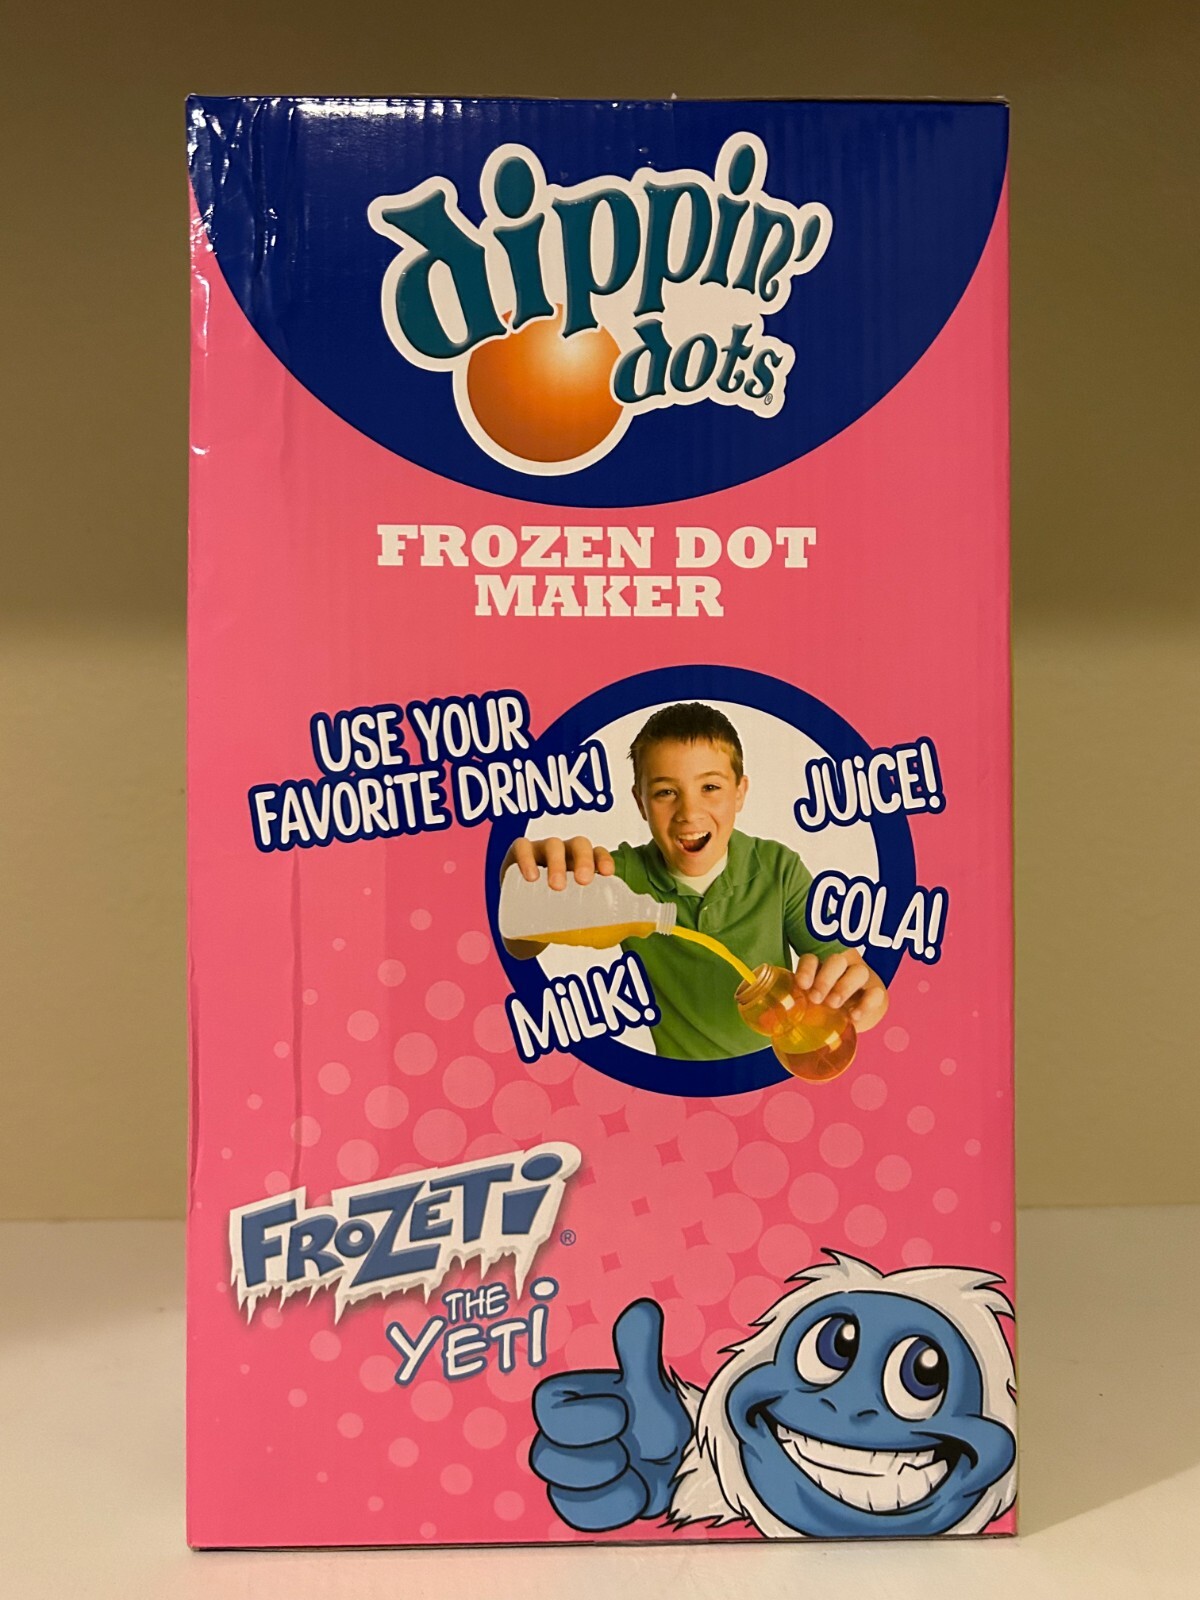 dippin'
dots®
FROZEN DOT
MAKER
USE YOUR
FAVORiTE DRiNK!
JUiCE!
COLA!
MiLK!
FROZETi®
THE
YETi